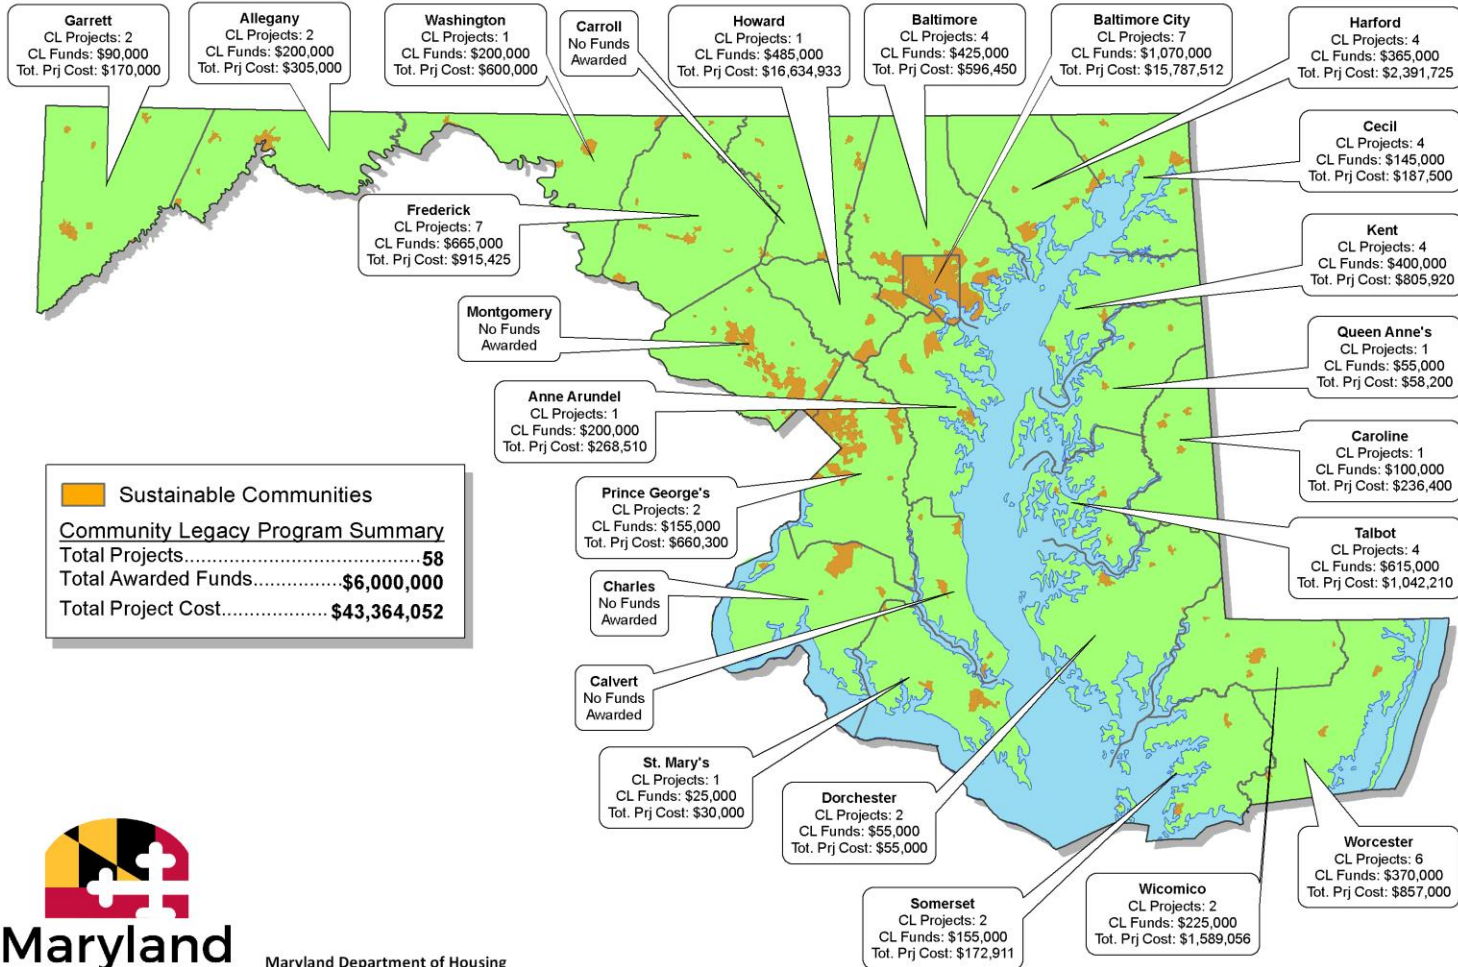 Garrett
CL Projects: 2
CL Funds: $90,000
Tot. Prj Cost: $170,000
Allegany
CL Projects: 2
CL Funds: $200,000
Tot. Prj Cost: $305,000
Washington
CL Projects: 1
CL Funds: $200,000
Tot. Prj Cost: $600,000
Carroll
No Funds
Awarded
Howard
CL Projects: 1
CL Funds: $485,000
Tot. Prj Cost: $16,634,933
Baltimore
CL Projects: 4
CL Funds: $425,000
Tot. Prj Cost: $596,450
Baltimore City
CL Projects: 7
CL Funds: $1,070,000
Tot. Prj Cost: $15,787,512
Harford
CL Projects: 4
CL Funds: $365,000
Tot. Prj Cost: $2,391,725
Cecil
CL Projects: 4
CL Funds: $145,000
Tot. Prj Cost: $187,500
Frederick
CL Projects: 7
CL Funds: $665,000
Tot. Prj Cost: $915,425
Kent
CL Projects: 4
CL Funds: $400,000
Tot. Prj Cost: $805,920
Montgomery
No Funds
Awarded
Queen Anne's
CL Projects: 1
CL Funds: $55,000
Tot. Prj Cost: $58,200
Anne Arundel
CL Projects: 1
CL Funds: $200,000
Tot. Prj Cost: $268,510
Caroline
CL Projects: 1
CL Funds: $100,000
Tot. Prj Cost: $236,400
Prince George's
CL Projects: 2
CL Funds: $155,000
Tot. Prj Cost: $660,300
Talbot
CL Projects: 4
CL Funds: $615,000
Tot. Prj Cost: $1,042,210
Sustainable Communities
Community Legacy Program Summary
Total Projects.......................................58
Total Awarded Funds...............$6,000,000
Total Project Cost..................$43,364,052
Charles
No Funds
Awarded
Calvert
No Funds
Awarded
St. Mary's
CL Projects: 1
CL Funds: $25,000
Tot. Prj Cost: $30,000
Dorchester
CL Projects: 2
CL Funds: $55,000
Tot. Prj Cost: $55,000
Worcester
CL Projects: 6
CL Funds: $370,000
Tot. Prj Cost: $857,000
Somerset
CL Projects: 2
CL Funds: $155,000
Tot. Prj Cost: $172,911
Wicomico
CL Projects: 2
CL Funds: $225,000
Tot. Prj Cost: $1,589,056
Maryland
Maryland Department of Housing